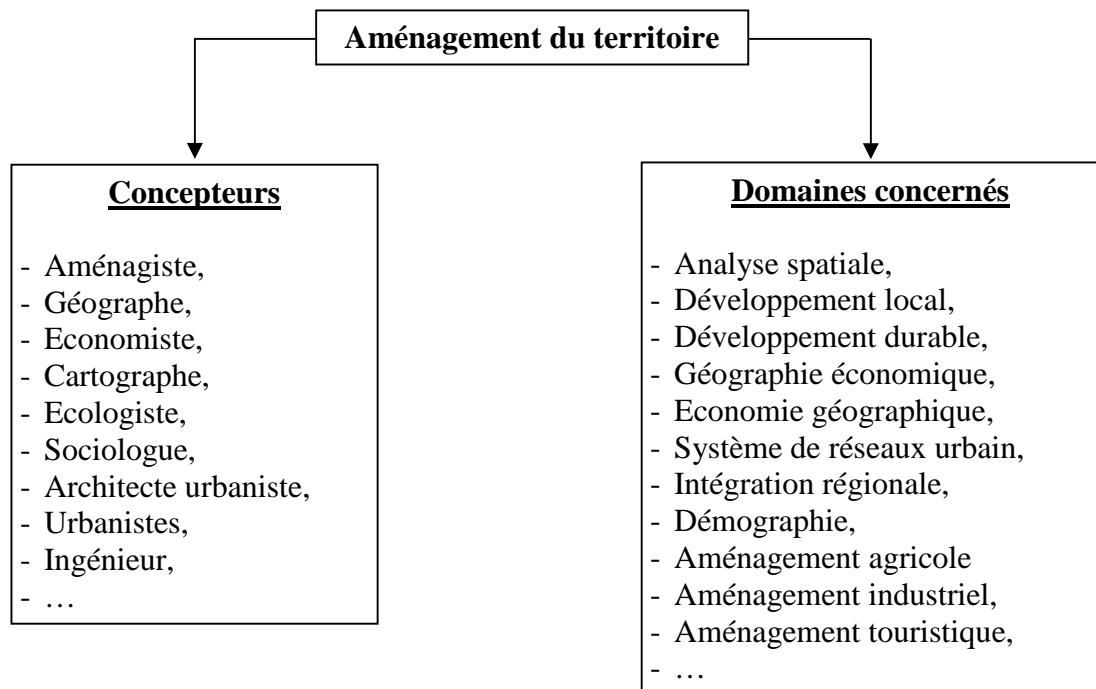 Aménagement du territoire
Concepteurs
- Aménagiste,
- Géographe,
- Economiste,
- Cartographe,
- Ecologiste,
- Sociologue,
- Architecte urbaniste,
- Urbanistes,
- Ingénieur,
- …
Domaines concernés
- Analyse spatiale,
- Développement local,
- Développement durable,
- Géographie économique,
- Economie géographique,
- Système de réseaux urbain,
- Intégration régionale,
- Démographie,
- Aménagement agricole
- Aménagement industriel,
- Aménagement touristique,
- …